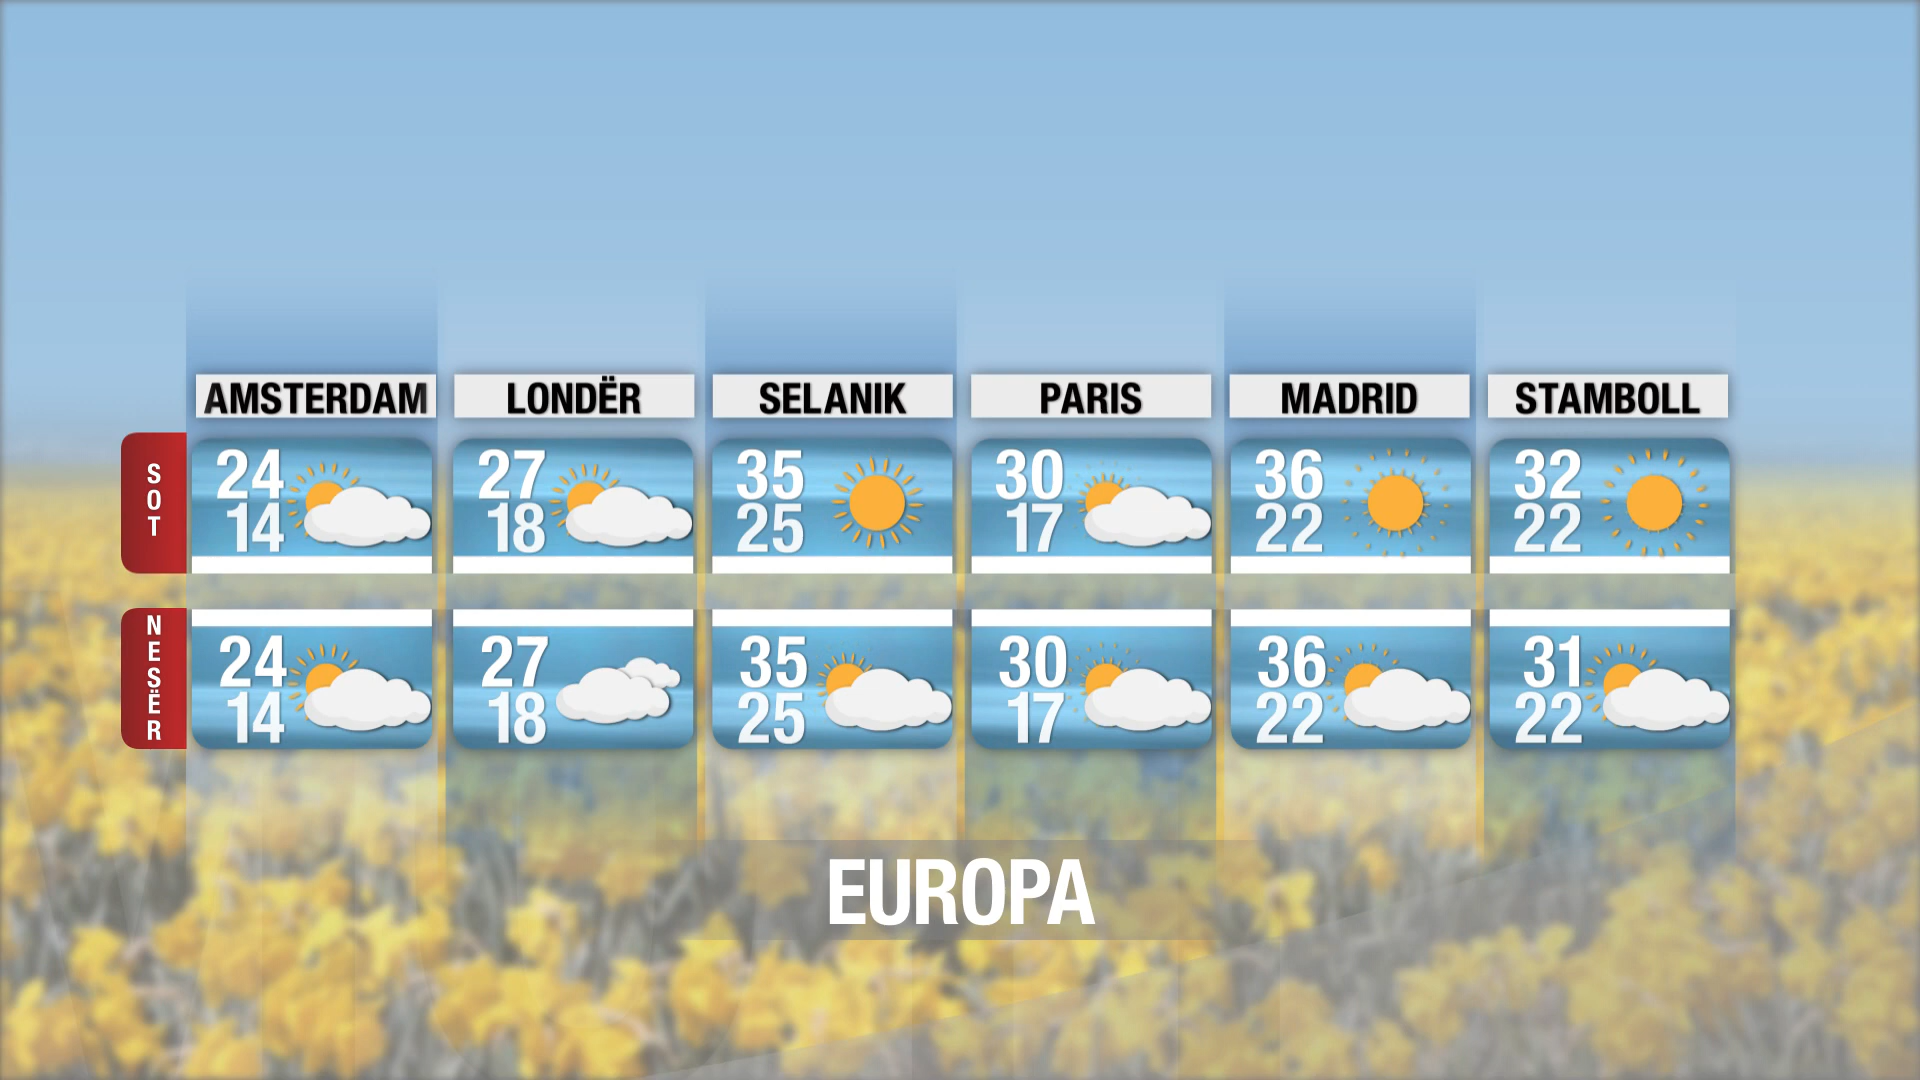 AMSTERDAM LONDËR SELANIK PARIS MADRID STAMBOLL
SOT
24 27 35 30 36 32
14 18 25 17 22 22
NESËR
24 27 35 30 36 31
14 18 25 17 22 22
EUROPA